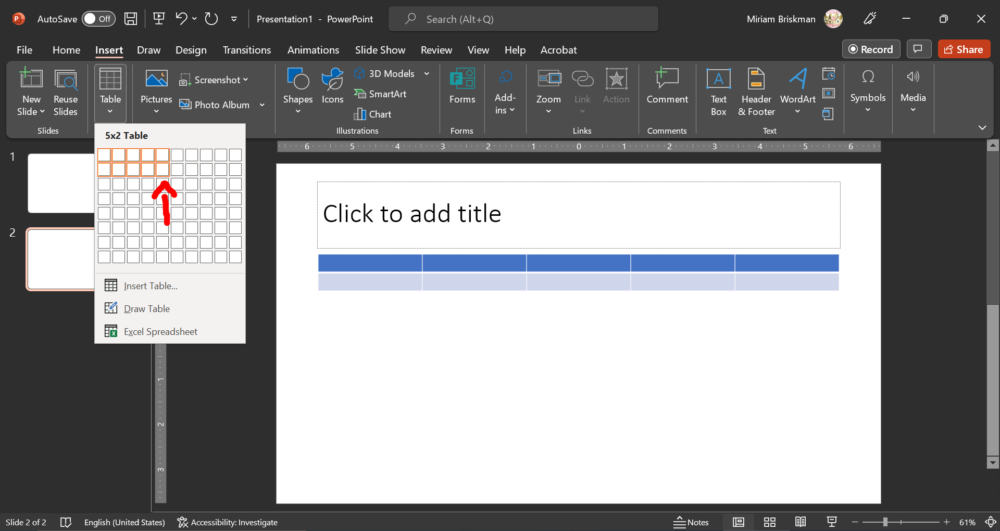 AutoSave Off Presentation1 - PowerPoint Search (Alt+Q) Miriam Briskman
File Home Insert Draw Design Transitions Animations Slide Show Review View Help Acrobat Record Share
New Slide
Reuse Slides
Slides
Table
Pictures
Screenshot
Photo Album
Shapes
Icons
3D Models
SmartArt
Chart
Illustrations
Forms
Forms
Add-ins
Zoom
Link
Action
Links
Comment
Comments
Text Box
Header & Footer
WordArt
Text
Symbols
Media
5x2 Table
Insert Table...
Draw Table
Excel Spreadsheet
1
2
6 5 4 3 2 1 0 1 2 3 4 5 6
Click to add title
1
2
3
Slide 2 of 2 English (United States) Accessibility: Investigate Notes 61%